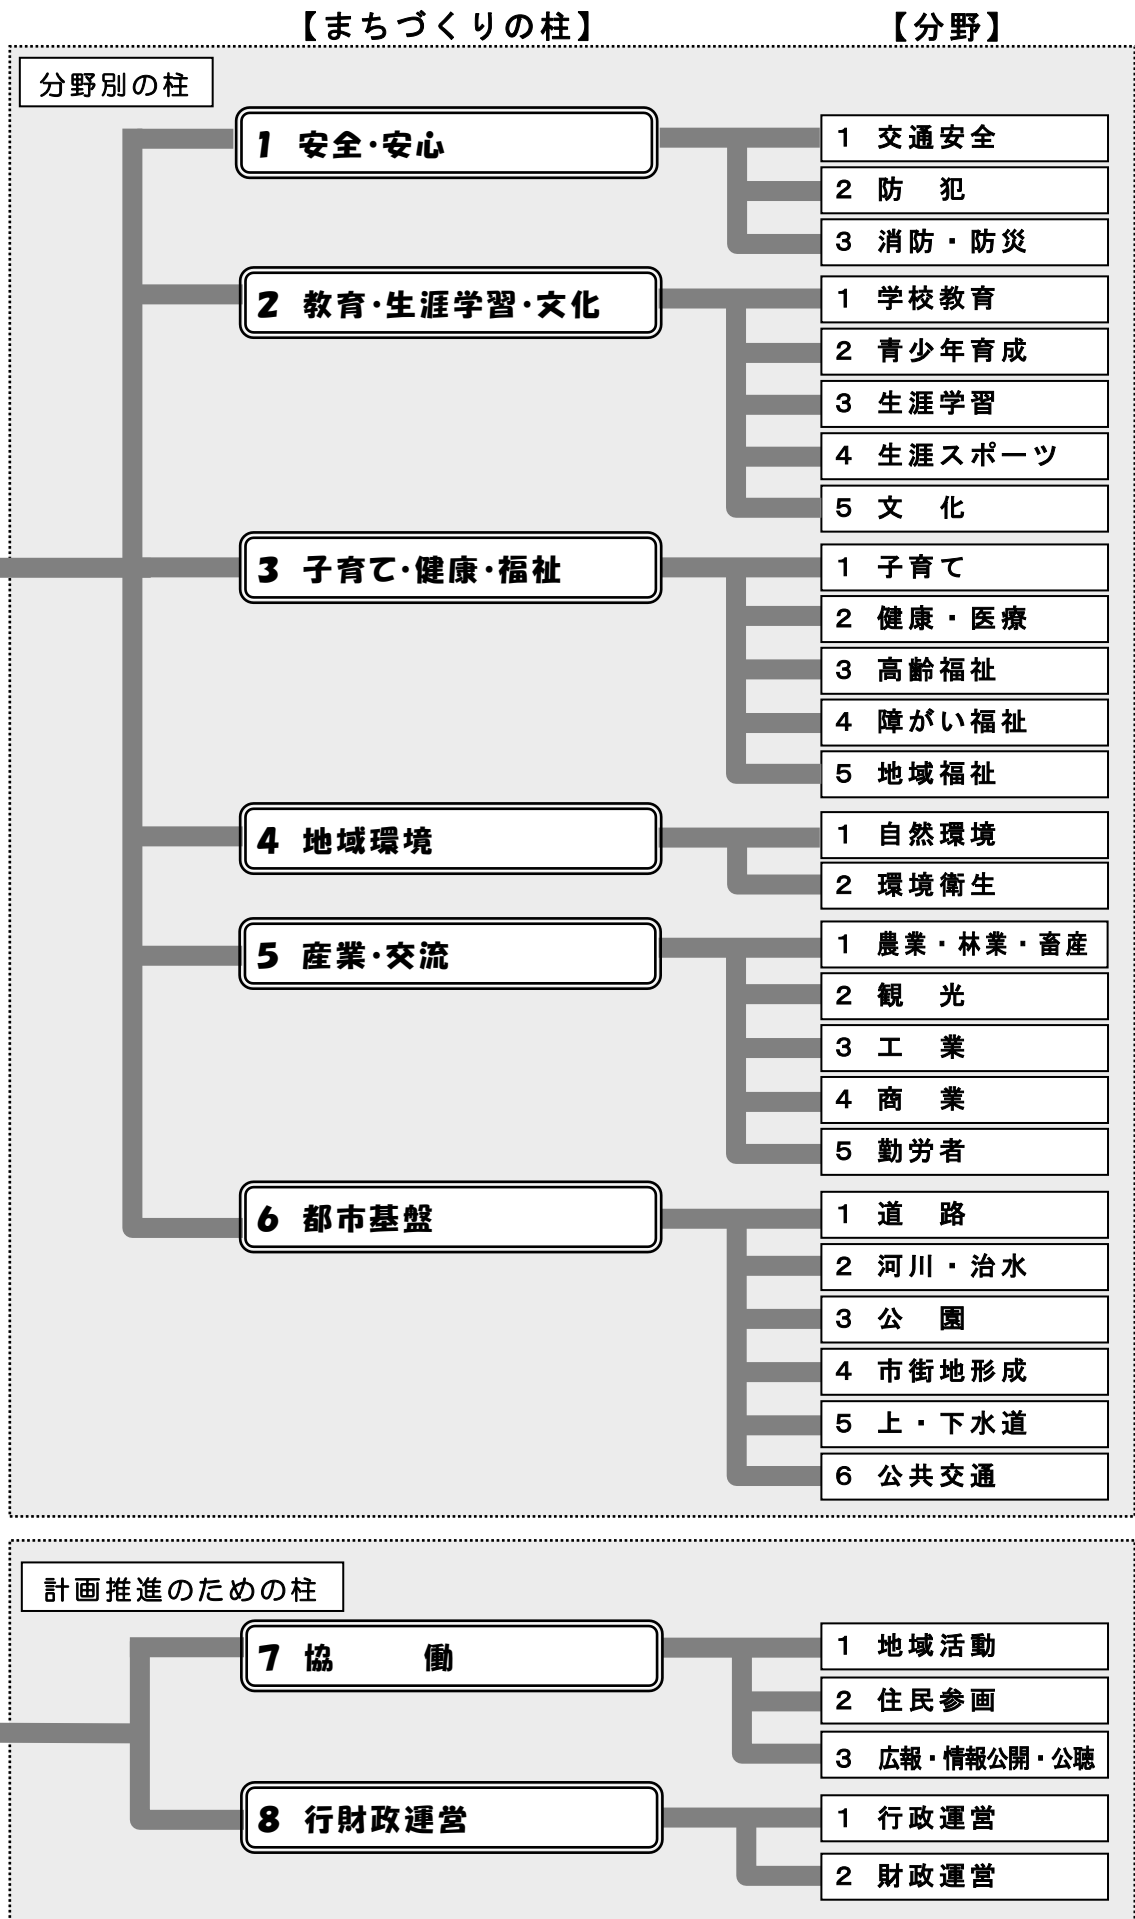 【まちづくりの柱】 【分野】
分野別の柱
1 安全・安心
1 交通安全
2 防　犯
3 消防・防災
2 教育・生涯学習・文化
1 学校教育
2 青少年育成
3 生涯学習
4 生涯スポーツ
5 文　化
3 子育て・健康・福祉
1 子育て
2 健康・医療
3 高齢福祉
4 障がい福祉
5 地域福祉
4 地域環境
1 自然環境
2 環境衛生
5 産業・交流
1 農業・林業・畜産
2 観　光
3 工　業
4 商　業
5 勤労者
6 都市基盤
1 道　路
2 河川・治水
3 公　園
4 市街地形成
5 上・下水道
6 公共交通
計画推進のための柱
7 協　　働
1 地域活動
2 住民参画
3 広報・情報公開・公聴
8 行財政運営
1 行政運営
2 財政運営